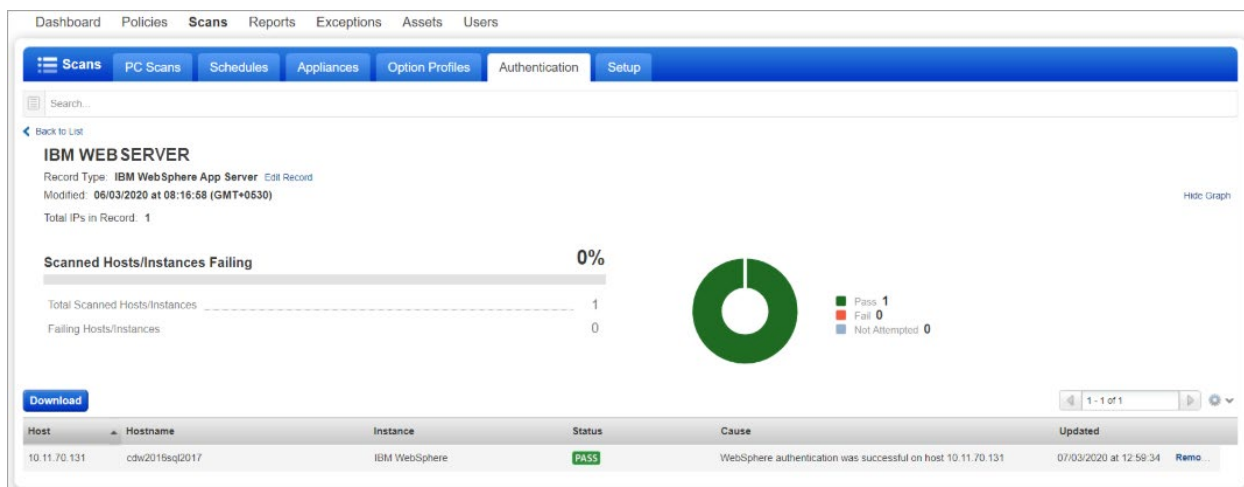 Dashboard Policies Scans Reports Exceptions Assets Users
Scans PC Scans Schedules Appliances Option Profiles Authentication Setup
Search...
Back to List
IBM WEB SERVER
Record Type: IBM WebSphere App Server Edit Record
Modified: 06/03/2020 at 08:16:58 (GMT+0530)
Hide Graph
Total IPs in Record: 1
Scanned Hosts/Instances Failing 0%
Total Scanned Hosts/Instances 1
Failing Hosts/Instances 0
Pass 1
Fail 0
Not Attempted 0
Download 1 - 1 of 1
Host Hostname Instance Status Cause Updated
10.11.70.131 cdw2016sql2017 IBM WebSphere PASS WebSphere authentication was successful on host 10.11.70.131 07/03/2020 at 12:59:34 Remo...